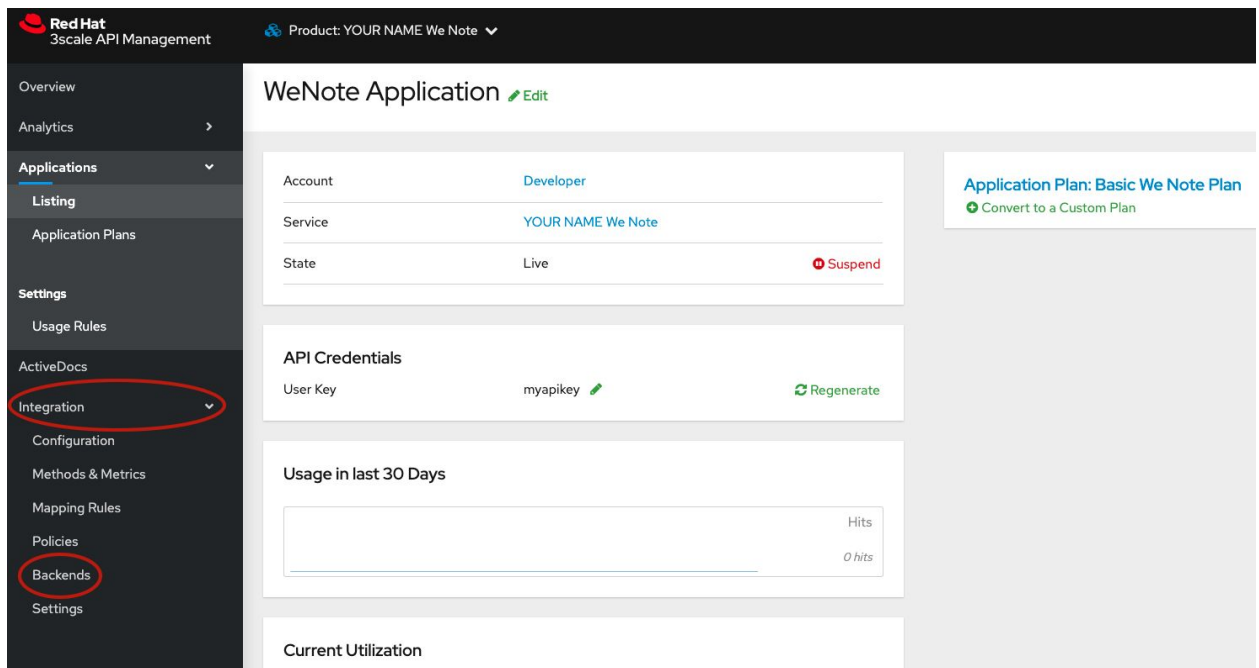 Red Hat
3scale API Management
Product: YOUR NAME We Note
Overview
Analytics
Applications
Listing
Application Plans
Settings
Usage Rules
ActiveDocs
Integration
Configuration
Methods & Metrics
Mapping Rules
Policies
Backends
Settings
WeNote Application Edit
Account Developer
Service YOUR NAME We Note
State Live Suspend
API Credentials
User Key myapikey Regenerate
Usage in last 30 Days
Hits
0 hits
Current Utilization
Application Plan: Basic We Note Plan
Convert to a Custom Plan